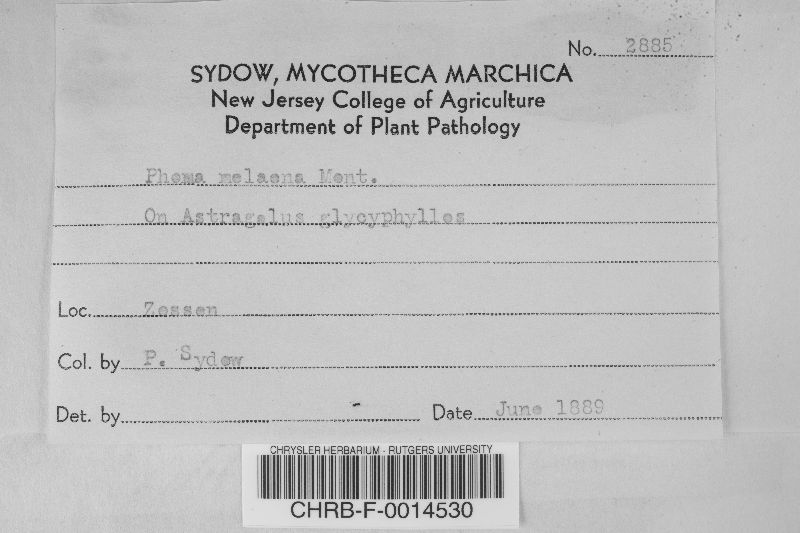 No. 2885
SYDOW, MYCOTHECA MARCHICA
New Jersey College of Agriculture
Department of Plant Pathology
Phoma melaena Mont.
On Astragalus glycyphyllos
Loc. Zossen
Col. by P. Sydow
Det. by - Date June 1889
CHRYSLER HERBARIUM - RUTGERS UNIVERSITY
CHRB-F-0014530